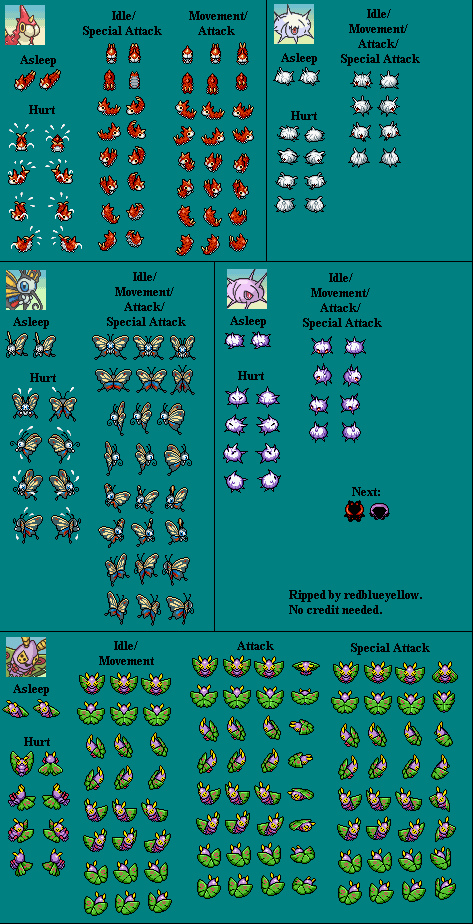 Idle/
Special Attack
Movement/
Attack
Asleep
Hurt
Idle/
Movement/
Attack/
Special Attack
Asleep
Hurt
Idle/
Movement/
Attack/
Special Attack
Asleep
Hurt
Idle/
Movement/
Attack/
Special Attack
Asleep
Hurt
Next:
Ripped by redblueyellow.
No credit needed.
Idle/
Movement
Attack
Special Attack
Asleep
Hurt